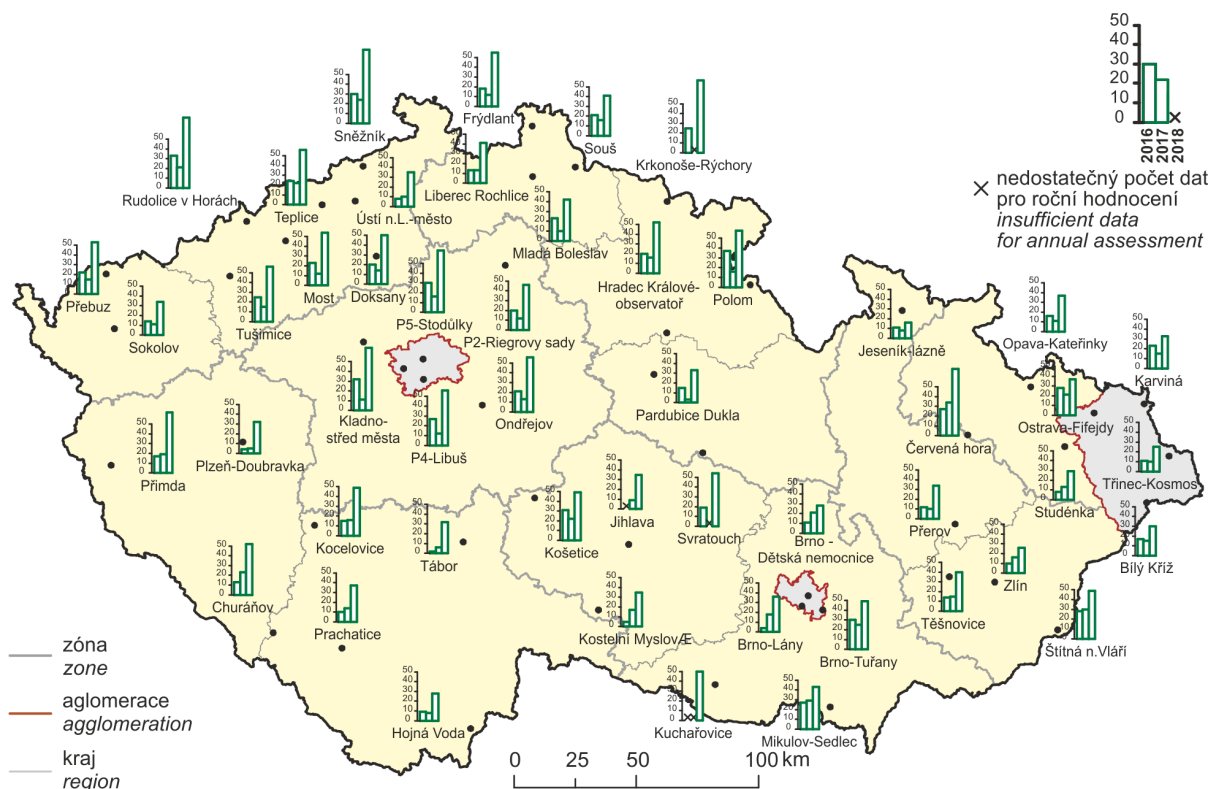 50
40
30
20
10
0
2016
2017
2018
nedostatečný počet dat
pro roční hodnocení
insufficient data
for annual assessment
Sněžník
Frýdlant
Souš
Krkonoše-Rýchory
Rudolice v Horách
Teplice
Ústí n.L.-město
Liberec Rochlice
Mladá Boleslav
Hradec Králové-
observatoř
Polom
Přebuz
Sokolov
Tušimice
Most
Doksany
P5-Stodůlky
P2-Riegrovy sady
Jeseník-lázně
Opava-Kateřinky
Karviná
Kladno-
střed města
P4-Libuš
Ondřejov
Pardubice Dukla
Červená hora
Ostrava-Fifejdy
Třinec-Kosmos
Studénka
Přimda
Plzeň-Doubravka
Kocelovice
Tábor
Košetice
Jihlava
Svratouch
Brno -
Dětská nemocnice
Přerov
Zlín
Bílý Kříž
Churáňov
Prachatice
Kostelní MyslovÆ
Brno-Lány
Brno-Tuřany
Těšnovice
Štítná n.Vláří
Hojná Voda
Kuchařovice
Mikulov-Sedlec
zóna
zone
aglomerace
agglomeration
kraj
region
0 25 50 100 km